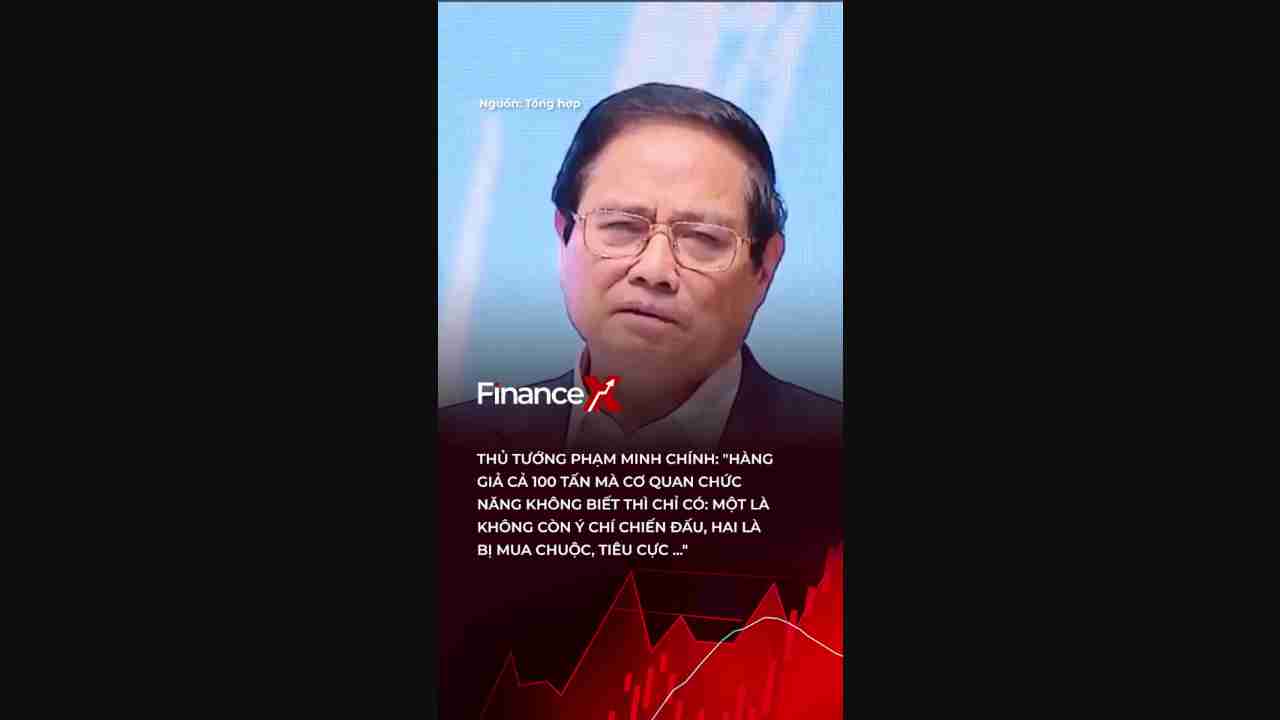 Nguồn: Tổng hợp
FinanceX
THỦ TƯỚNG PHẠM MINH CHÍNH: "HÀNG
GIẢ CẢ 100 TẤN MÀ CƠ QUAN CHỨC
NĂNG KHÔNG BIẾT THÌ CHỈ CÓ: MỘT LÀ
KHÔNG CÒN Ý CHÍ CHIẾN ĐẤU, HAI LÀ
BỊ MUA CHUỘC, TIÊU CỰC ..."